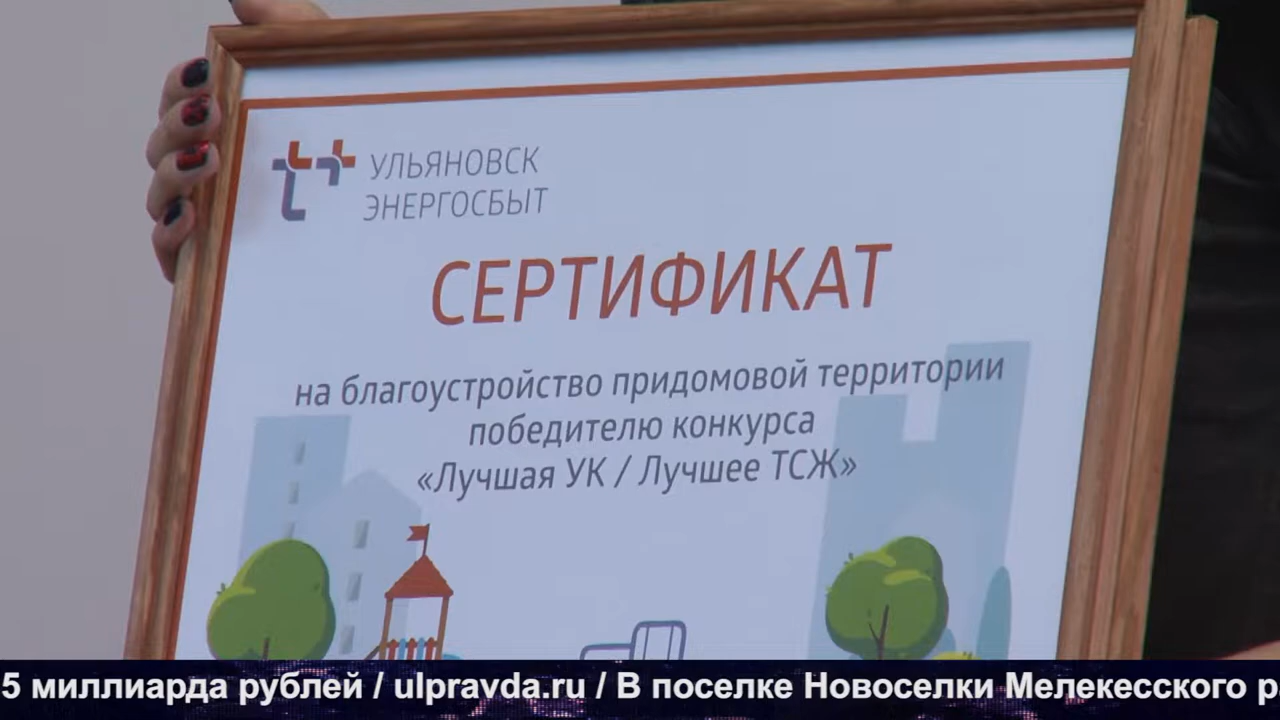 УЛЬЯНОВСК
ЭНЕРГОСБЫТ
СЕРТИФИКАТ
на благоустройство придомовой территории
победителю конкурса
«Лучшая УК / Лучшее ТСЖ»
5 миллиарда рублей / ulpravda.ru / В поселке Новоселки Мелекесского